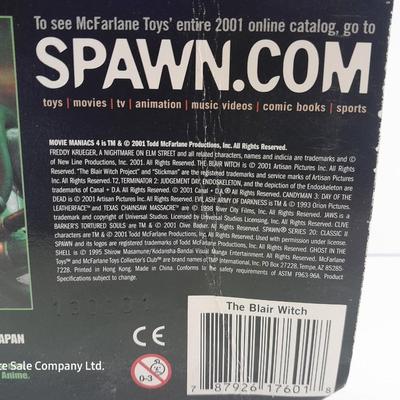 To see McFarlane Toys' entire 2001 online catalog, go to
SPAWN.COM
toys | movies | tv | animation | music videos | comic books | sports
MOVIE MANIACS 4 is TM & © 2001 Todd McFarlane Productions, Inc. All Rights Reserved.
FREDDY KRUEGER, A NIGHTMARE ON ELM STREET and all related characters, names and indicia are trademarks and ©
of New Line Productions, Inc. 2001. All Rights Reserved. THE BLAIR WITCH is © 2001 Artisan Pictures Inc. All Rights
Reserved. "The Blair Witch Project" and "Stickman" are the registered trademark and service marks of Artisan Pictures
Inc. All Rights Reserved. T2, TERMINATOR 2: JUDGEMENT DAY, ENDOSKELETON, and the depiction of the Endoskeleton are
trademarks of Canal + D.A. All Rights Reserved. © 2001 Canal + D.A. All Rights Reserved. CANDYMAN 3: DAY OF THE
DEAD is © 2001 Artisan Pictures Inc. All Rights Reserved. EVIL ASH: ARMY OF DARKNESS is TM & © 1993 Orion Pictures.
LEATHERFACE and TEXAS CHAINSAW MASSACRE are © 1998 River City Films, Inc. All Rights Reserved. JAWS is a
trademark and copyright of Universal Studios. Licensed by Universal Studios Licensing, Inc. All Rights Reserved. CLIVE
BARKER'S TORTURED SOULS are TM & © 2001 Clive Barker. All Rights Reserved. SPAWN SERIES 20: CLASSIC II
SPAWN and its logos are registered trademarks of Todd McFarlane Productions, Inc. Used with permission under license.
All Rights Reserved © 2001 Todd McFarlane Productions, Inc. All Rights Reserved. GHOST IN THE
SHELL is © 1995 Shirow Masamune/Kodansha-Bandai Visual Manga Entertainment. All Rights Reserved. McFarlane
Toys and McFarlane Toys Collector's Club are brand names of TMP International, Inc. PO Box 27228, Tempe, AZ 85285-
7228. Printed in Hong Kong. Made in China. Conforms to the safety requirements of ASTM F963-96A. Product
Specifications Subject to Change.
JAPAN
CE
0-3
The Blair Witch
7 87926 17601 8
ce Sale Company Ltd.
Anime.